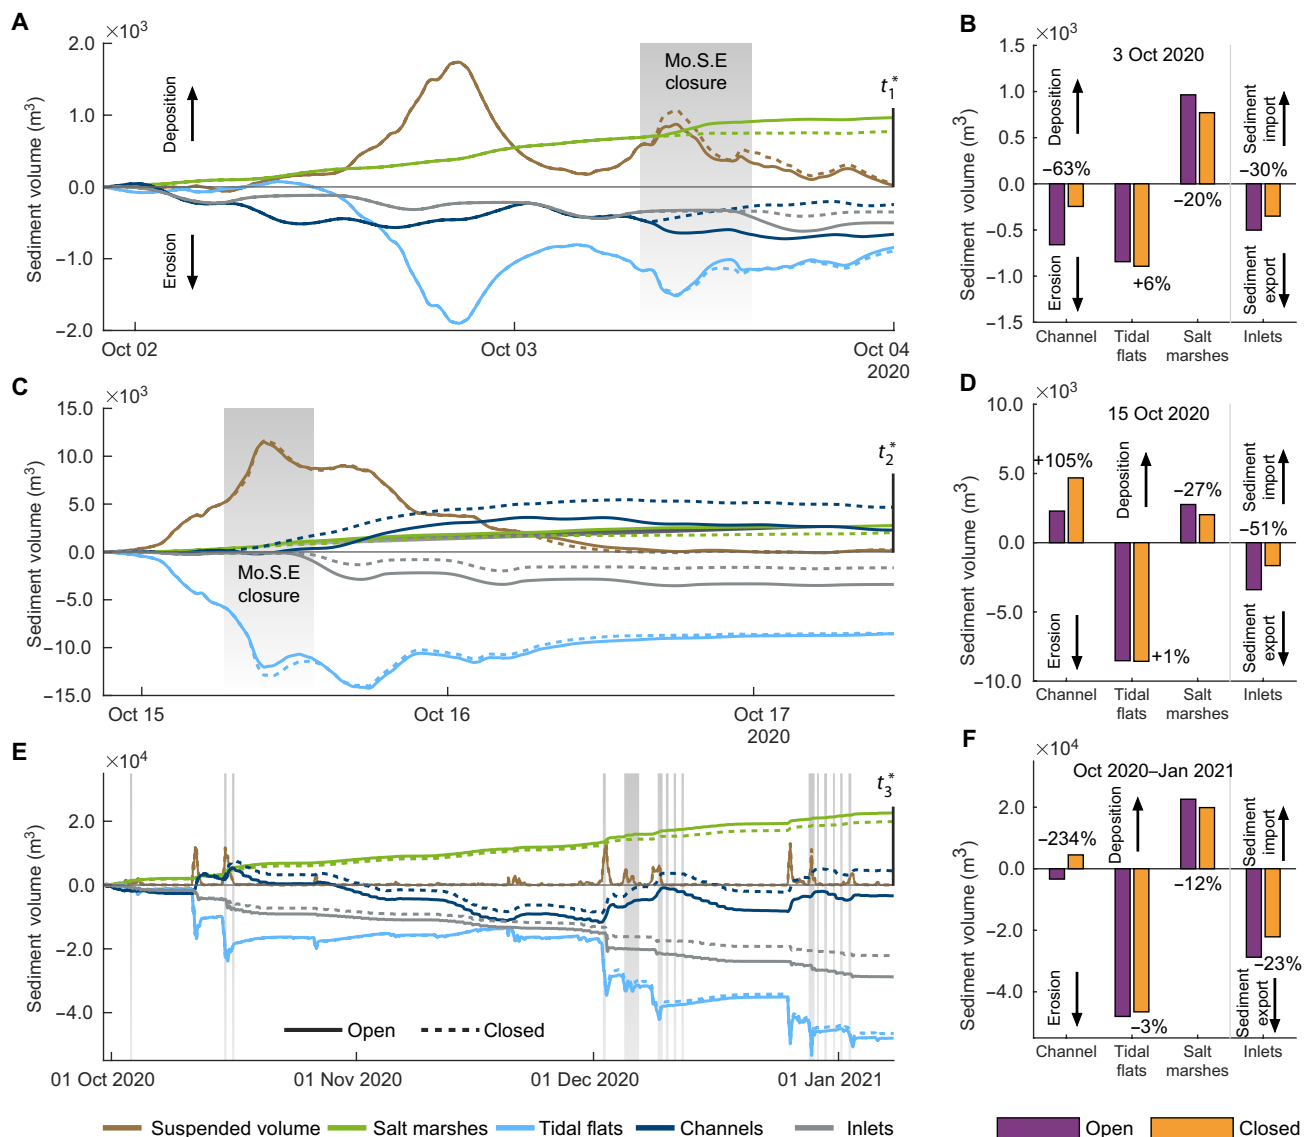 A
×10³
2.0
1.0
0.0
−1.0
−2.0
Sediment volume (m³)
Deposition
Erosion
Mo.S.E
closure
t₁*
Oct 02
Oct 03
Oct 04
2020
B
×10³
3 Oct 2020
1.5
1.0
0.5
0.0
−0.5
−1.0
−1.5
Sediment volume (m³)
Deposition
Erosion
Sediment
import
Sediment
export
−63%
+6%
−20%
−30%
Channel
Tidal
flats
Salt
marshes
Inlets
C
×10³
15.0
10.0
5.0
0.0
−5.0
−10.0
−15.0
Sediment volume (m³)
Mo.S.E
closure
t₂*
Oct 15
Oct 16
Oct 17
2020
D
×10³
15 Oct 2020
10.0
5.0
0.0
−5.0
−10.0
Sediment volume (m³)
Deposition
Erosion
Sediment
import
Sediment
export
+105%
+1%
−27%
−51%
Channel
Tidal
flats
Salt
marshes
Inlets
E
×10⁴
2.0
0.0
−2.0
−4.0
Sediment volume (m³)
t₃*
Open
Closed
01 Oct 2020
01 Nov 2020
01 Dec 2020
01 Jan 2021
F
×10⁴
Oct 2020–Jan 2021
2.0
0.0
−2.0
−4.0
Sediment volume (m³)
Deposition
Erosion
Sediment
import
Sediment
export
−234%
−3%
−12%
−23%
Channel
Tidal
flats
Salt
marshes
Inlets
Suspended volume
Salt marshes
Tidal flats
Channels
Inlets
Open
Closed